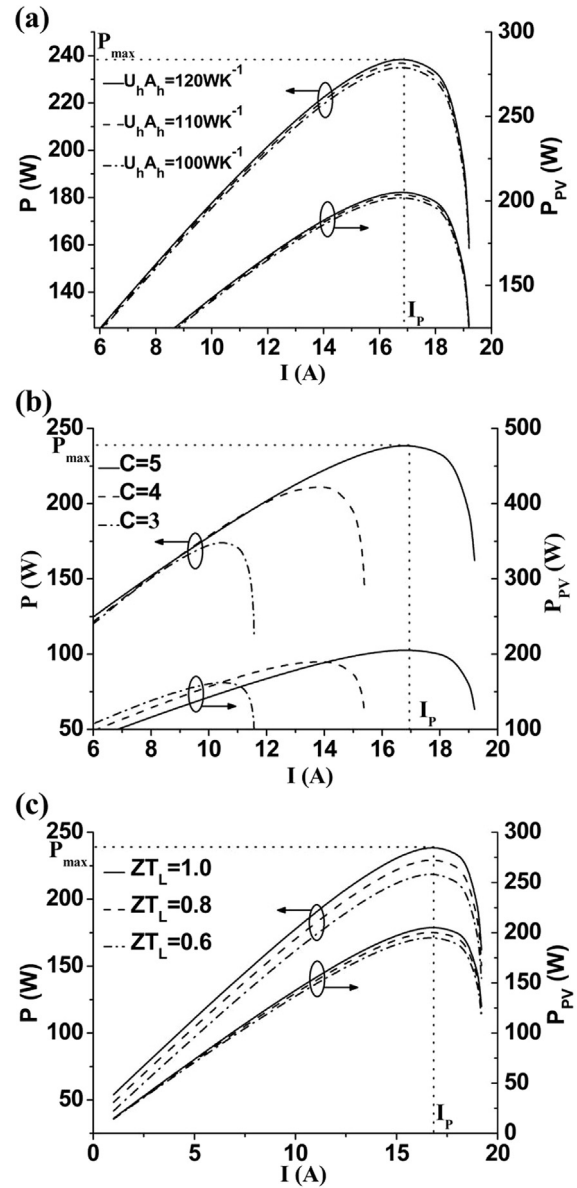 (a)
P_max
U_hA_h=120WK^-1
U_hA_h=110WK^-1
U_hA_h=100WK^-1
240
220
200
180
160
140
P (W)
300
250
200
150
P_PV (W)
I_P
6 8 10 12 14 16 18 20
I (A)
(b)
P_max
C=5
C=4
C=3
250
200
150
100
50
P (W)
500
400
300
200
100
P_PV (W)
I_P
6 8 10 12 14 16 18 20
I (A)
(c)
P_max
ZT_L=1.0
ZT_L=0.8
ZT_L=0.6
250
200
150
100
50
P (W)
300
250
200
150
100
50
0
P_PV (W)
I_P
0 5 10 15 20
I (A)